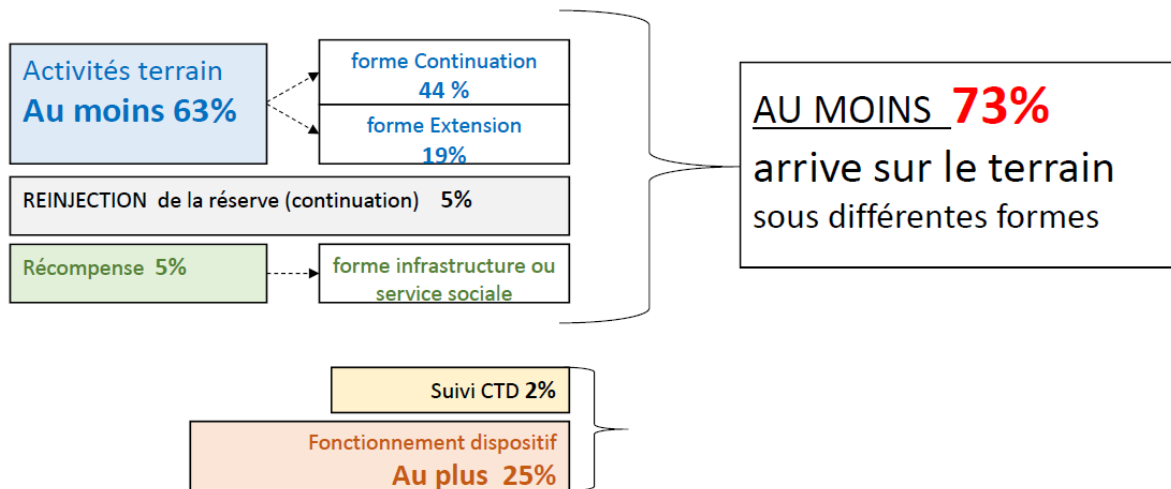 Activités terrain
Au moins 63%
forme Continuation
44 %
forme Extension
19%
REINJECTION de la réserve (continuation) 5%
Récompense 5%
forme infrastructure ou
service sociale
AU MOINS 73%
arrive sur le terrain
sous différentes formes
Suivi CTD 2%
Fonctionnement dispositif
Au plus 25%